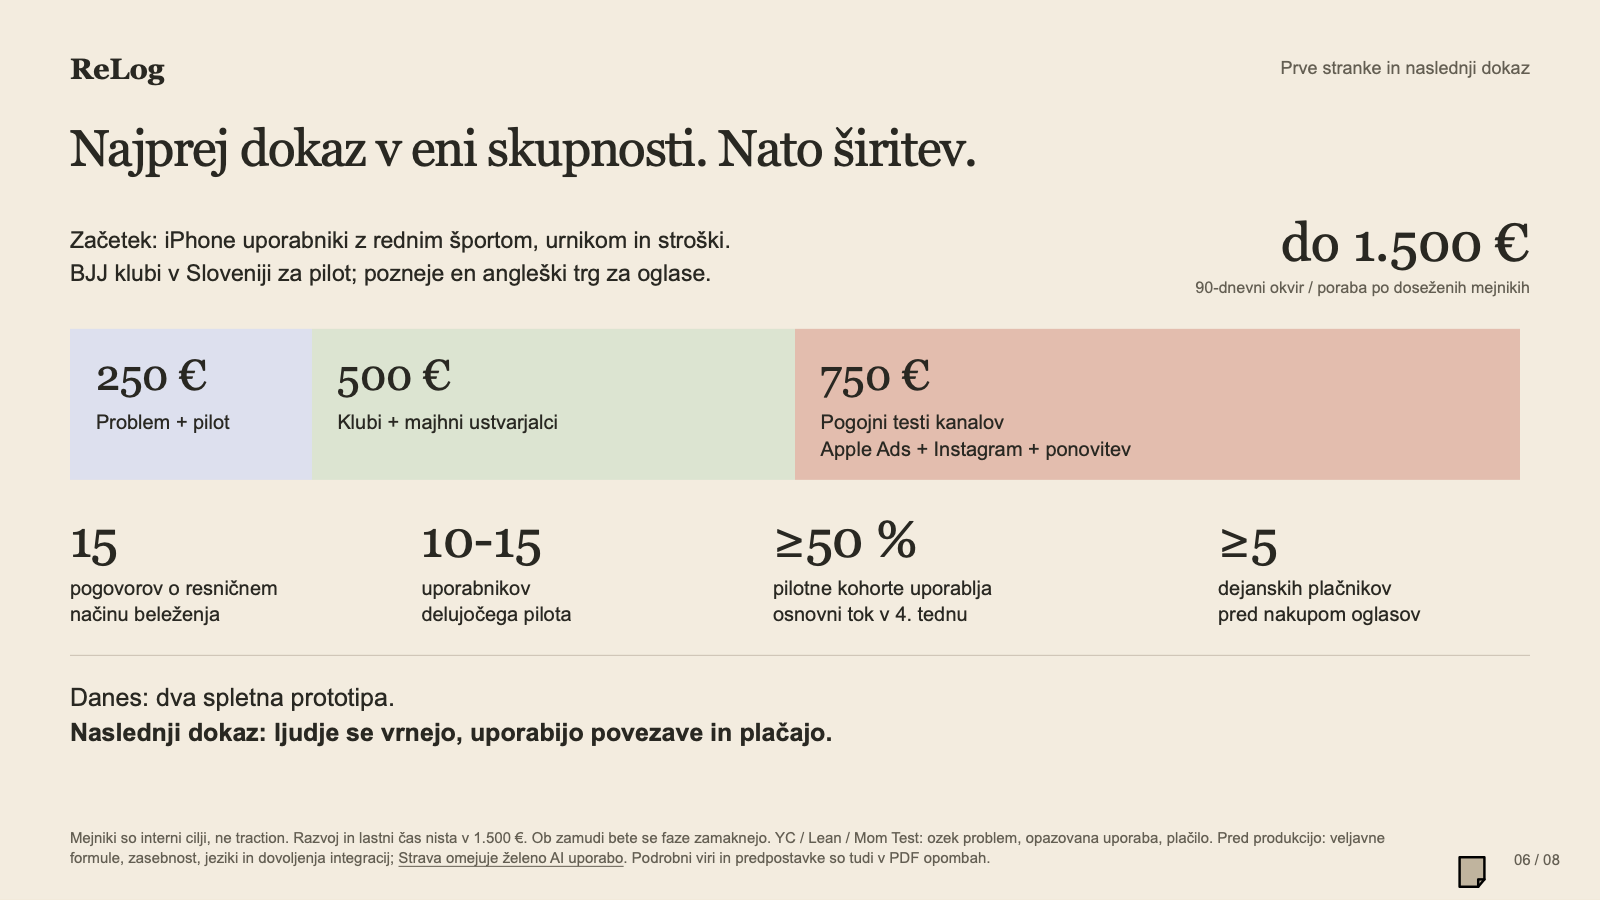 ReLog
Prve stranke in naslednji dokaz
Najprej dokaz v eni skupnosti. Nato širitev.
Začetek: iPhone uporabniki z rednim športom, urnikom in stroški.
BJJ klubi v Sloveniji za pilot; pozneje en angleški trg za oglase.
do 1.500 €
90-dnevni okvir / poraba po doseženih mejnikih
250 €
Problem + pilot
500 €
Klubi + majhni ustvarjalci
750 €
Pogojni testi kanalov
Apple Ads + Instagram + ponovitev
15
pogovorov o resničnem
načinu beleženja
10-15
uporabnikov
delujočega pilota
≥50 %
pilotne kohorte uporablja
osnovni tok v 4. tednu
≥5
dejanskih plačnikov
pred nakupom oglasov
Danes: dva spletna prototipa.
Naslednji dokaz: ljudje se vrnejo, uporabijo povezave in plačajo.
Mejniki so interni cilji, ne traction. Razvoj in lastni čas nista v 1.500 €. Ob zamudi bete se faze zamaknejo. YC / Lean / Mom Test: ozek problem, opazovana uporaba, plačilo. Pred produkcijo: veljavne
formule, zasebnost, jeziki in dovoljenja integracij; Strava omejuje želeno AI uporabo. Podrobni viri in predpostavke so tudi v PDF opombah.
06 / 08